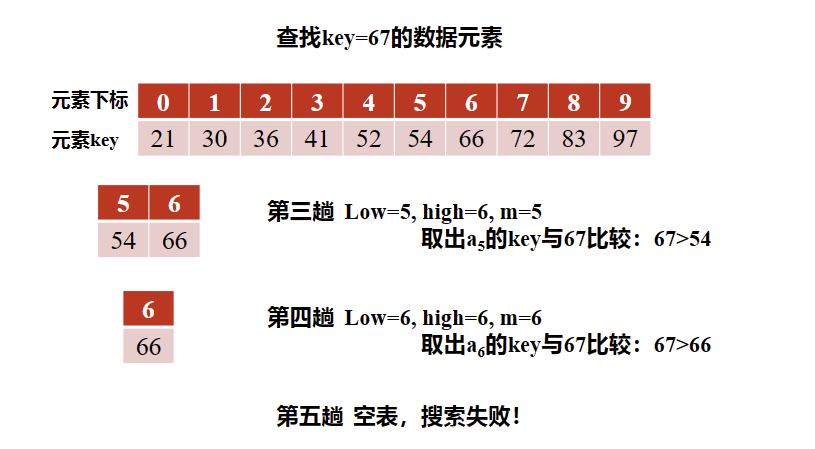 查找key=67的数据元素
元素下标 0 1 2 3 4 5 6 7 8 9
元素key 21 30 36 41 52 54 66 72 83 97
5 6
54 66
第三趟 Low=5, high=6, m=5
取出a5的key与67比较：67>54
6
66
第四趟 Low=6, high=6, m=6
取出a6的key与67比较：67>66
第五趟 空表，搜索失败！